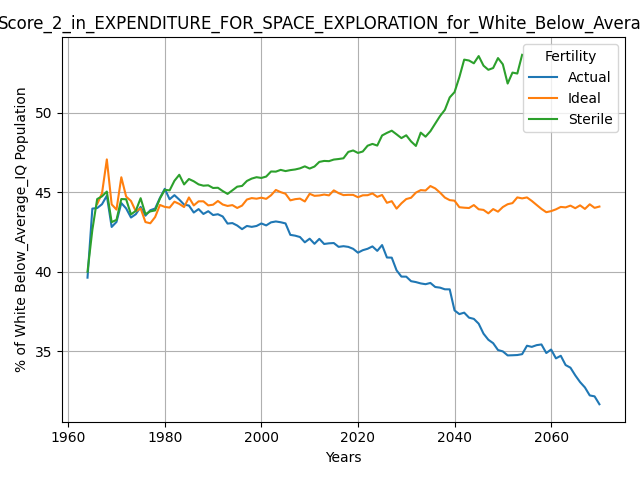 Score_2_in_EXPENDITURE_FOR_SPACE_EXPLORATION_for_White_Below_Avera
Fertility
Actual
Ideal
Sterile
% of White Below_Average_IQ Population
50
45
40
35
1960
1980
2000
2020
2040
2060
Years